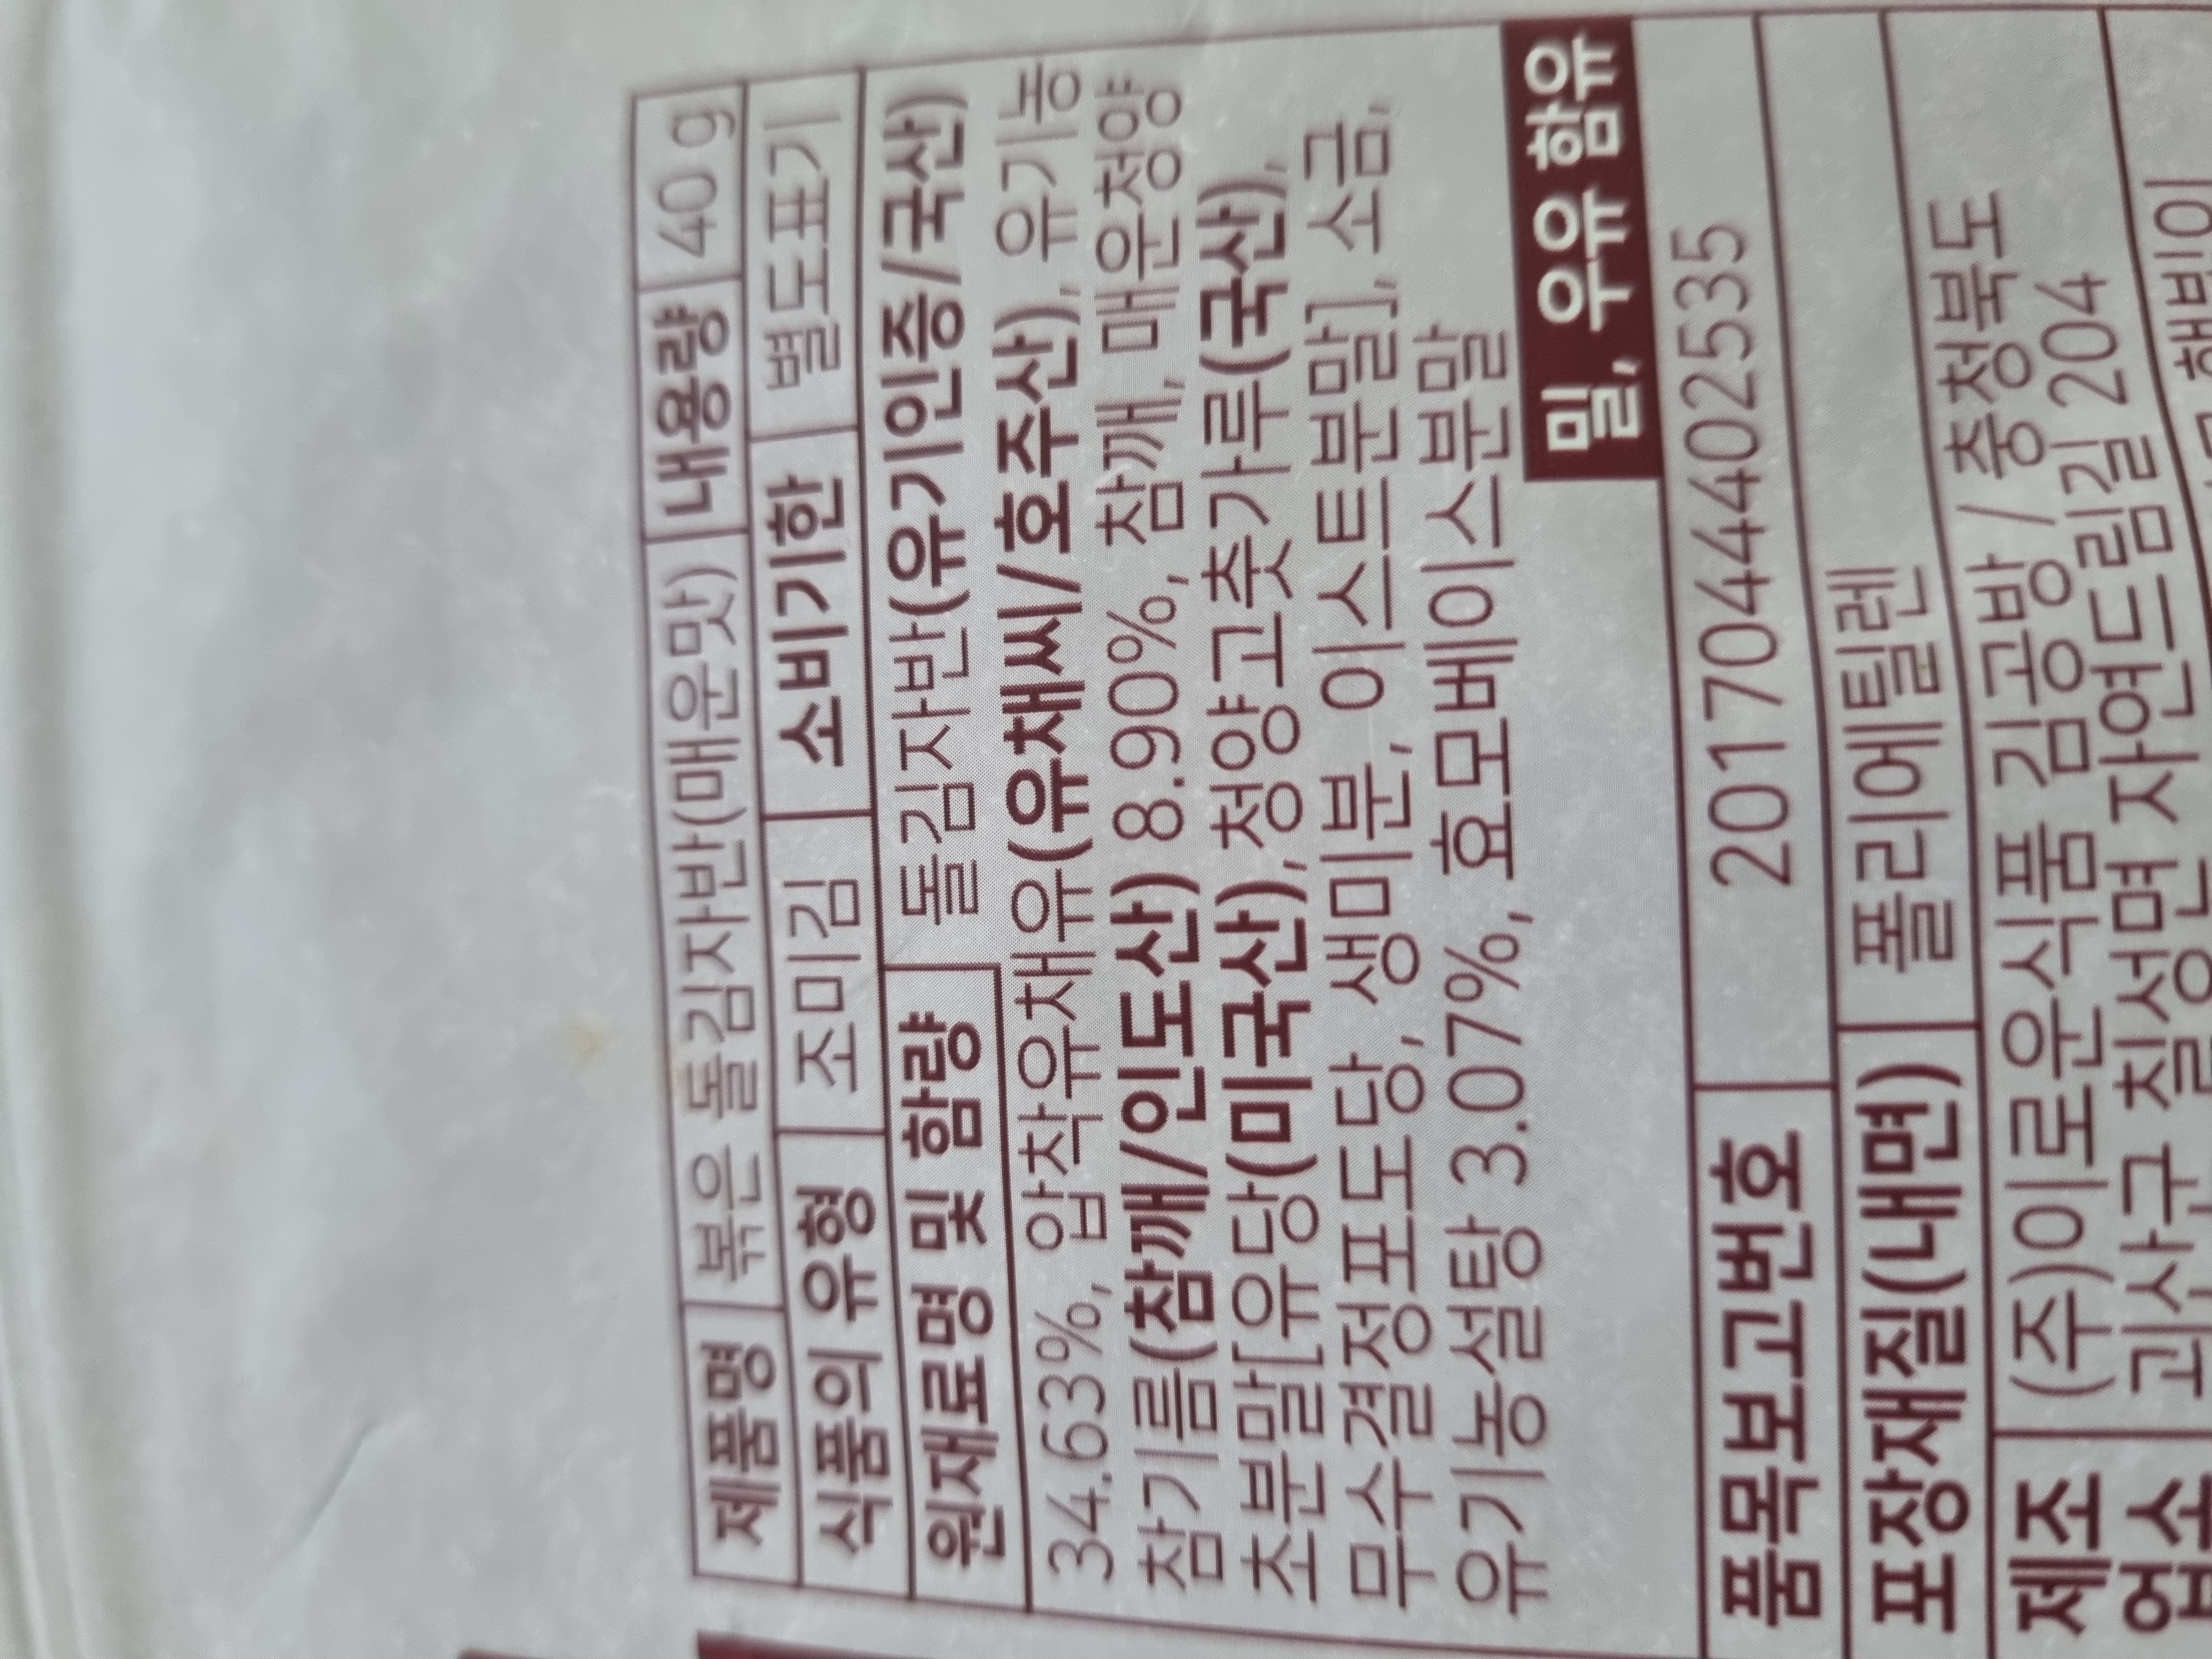 제품명 볶은 돌김자반(매운맛) 내용량 40 g
식품의 유형 조미김 소비기한 별도표기
원재료명 및 함량 돌김자반(유기인증/국산)
34.63%, 압착유채유(유채씨/호주산), 유기농
참기름(참깨/인도산) 8.90%, 참깨, 매운청양
초분말[유당(미국산), 청양고춧가루(국산),
무수결정포도당, 생미분, 이스트분말], 소금,
유기농설탕 3.07%, 효모베이스분말
밀, 우유 함유
품목보고번호 20170444402535
포장재질(내면) 폴리에틸렌
제조 (주)이로운식품 김공방 / 충청북도
괴산군 칠성면 자연드림길 204